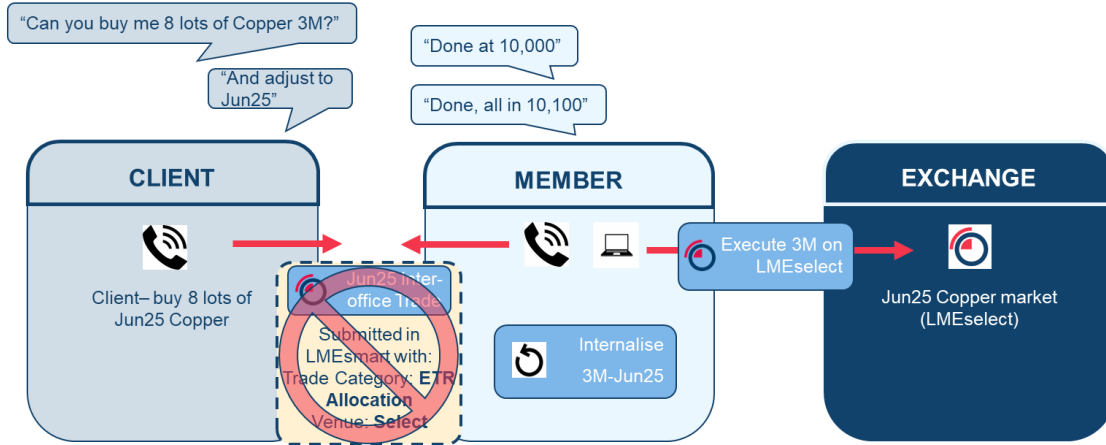 “Can you buy me 8 lots of Copper 3M?”
“And adjust to
Jun25”
“Done at 10,000”
“Done, all in 10,100”
CLIENT
Client– buy 8 lots of
Jun25 Copper
Jun25 Inter-
office Trade
Submitted in
LMEsmart with:
Trade Category: ETR
Allocation
Venue: Select
MEMBER
Execute 3M on
LMEselect
Internalise
3M-Jun25
EXCHANGE
Jun25 Copper market
(LMEselect)